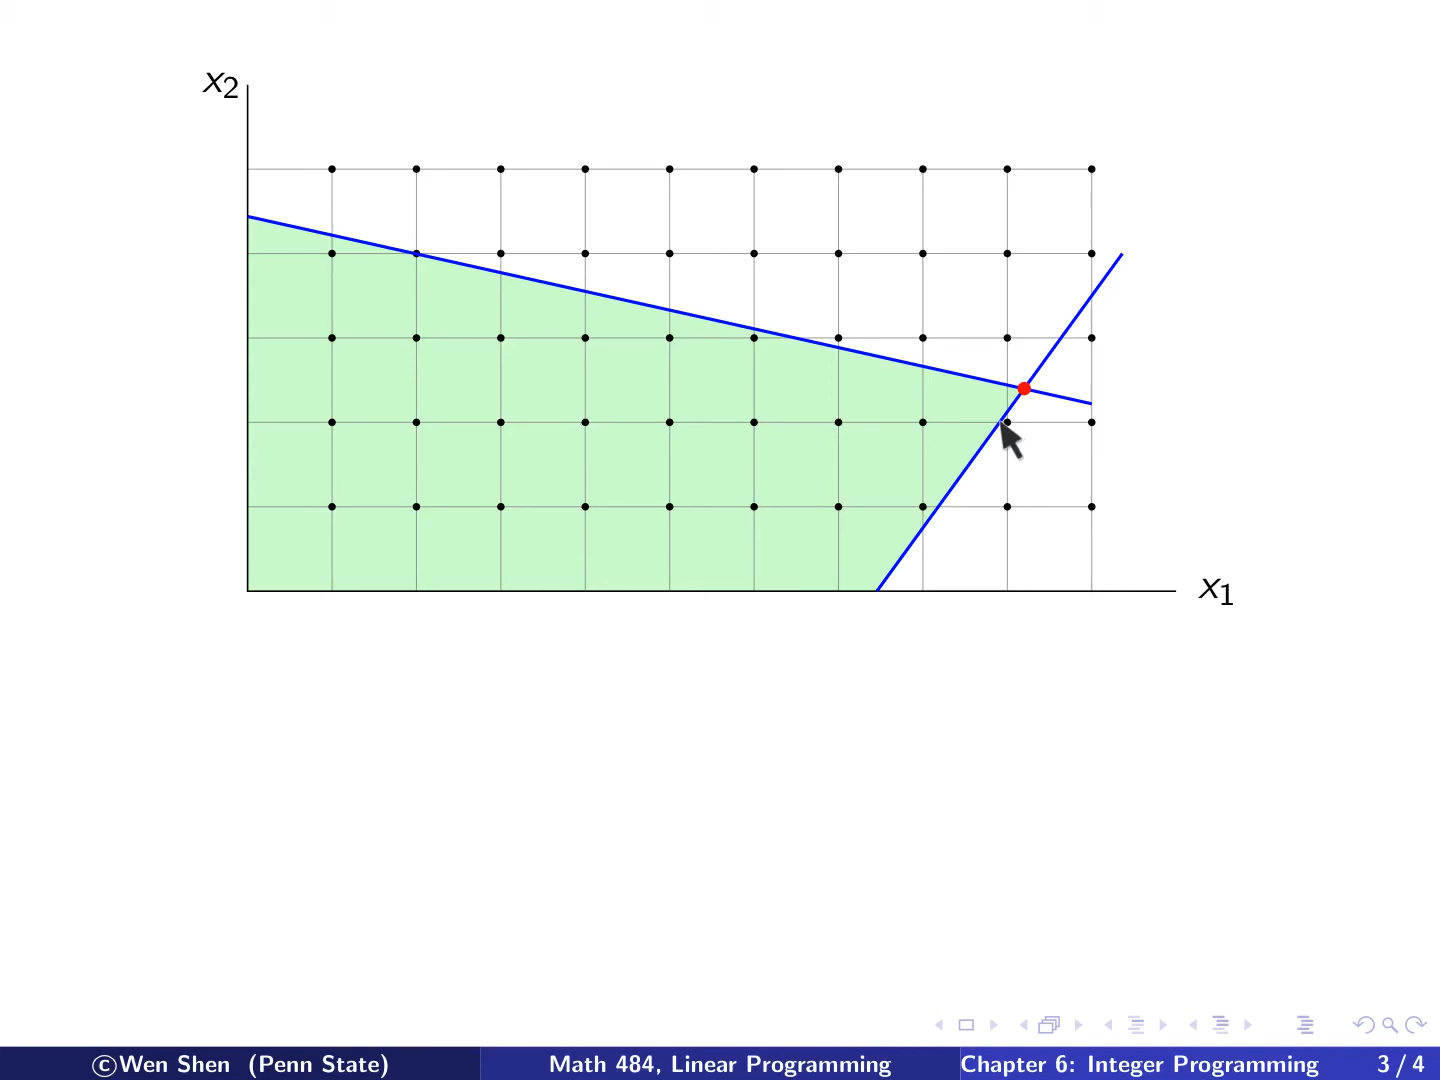 x2
x1
©Wen Shen (Penn State) Math 484, Linear Programming Chapter 6: Integer Programming 3 / 4